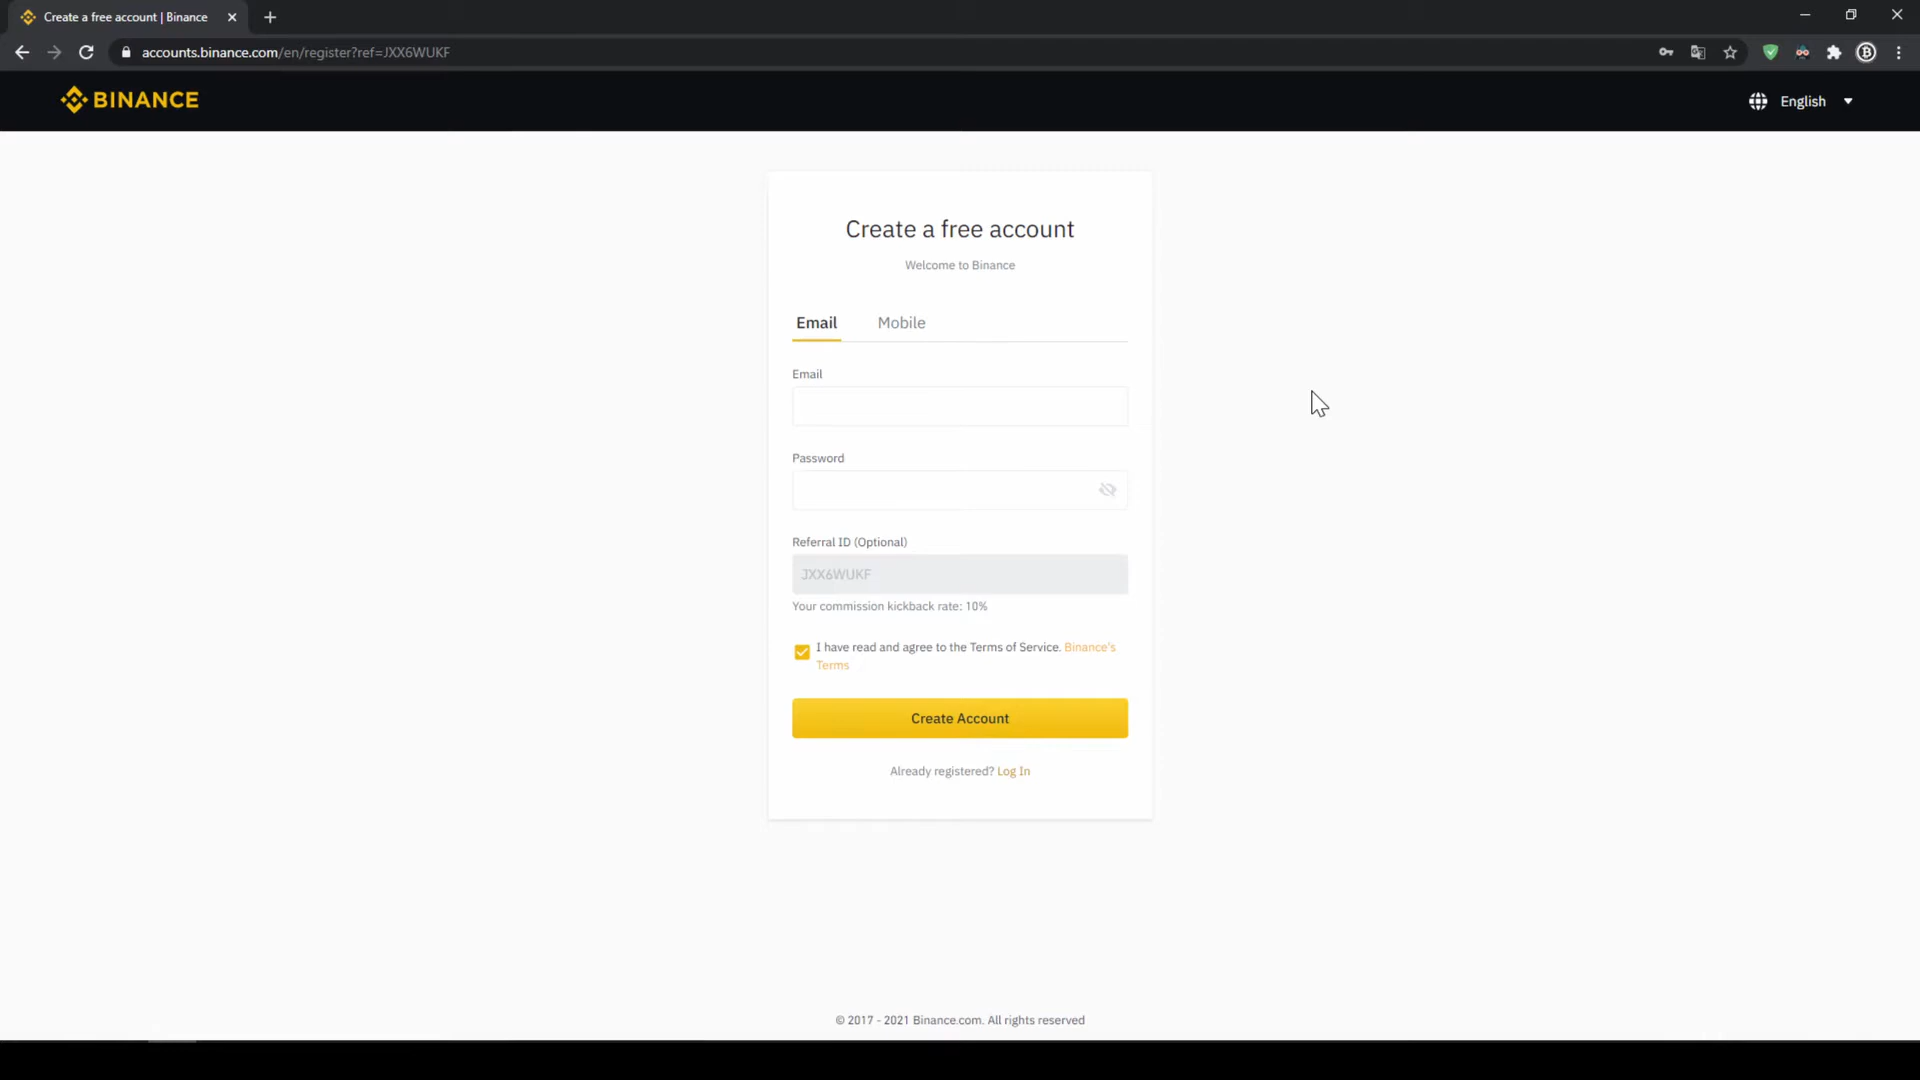 Create a free account | Binance
accounts.binance.com/en/register?ref=JXX6WUKF
BINANCE
English
Create a free account
Welcome to Binance
Email Mobile
Email
Password
Referral ID (Optional)
JXX6WUKF
Your commission kickback rate: 10%
I have read and agree to the Terms of Service. Binance's
Terms
Create Account
Already registered? Log In
© 2017 - 2021 Binance.com. All rights reserved